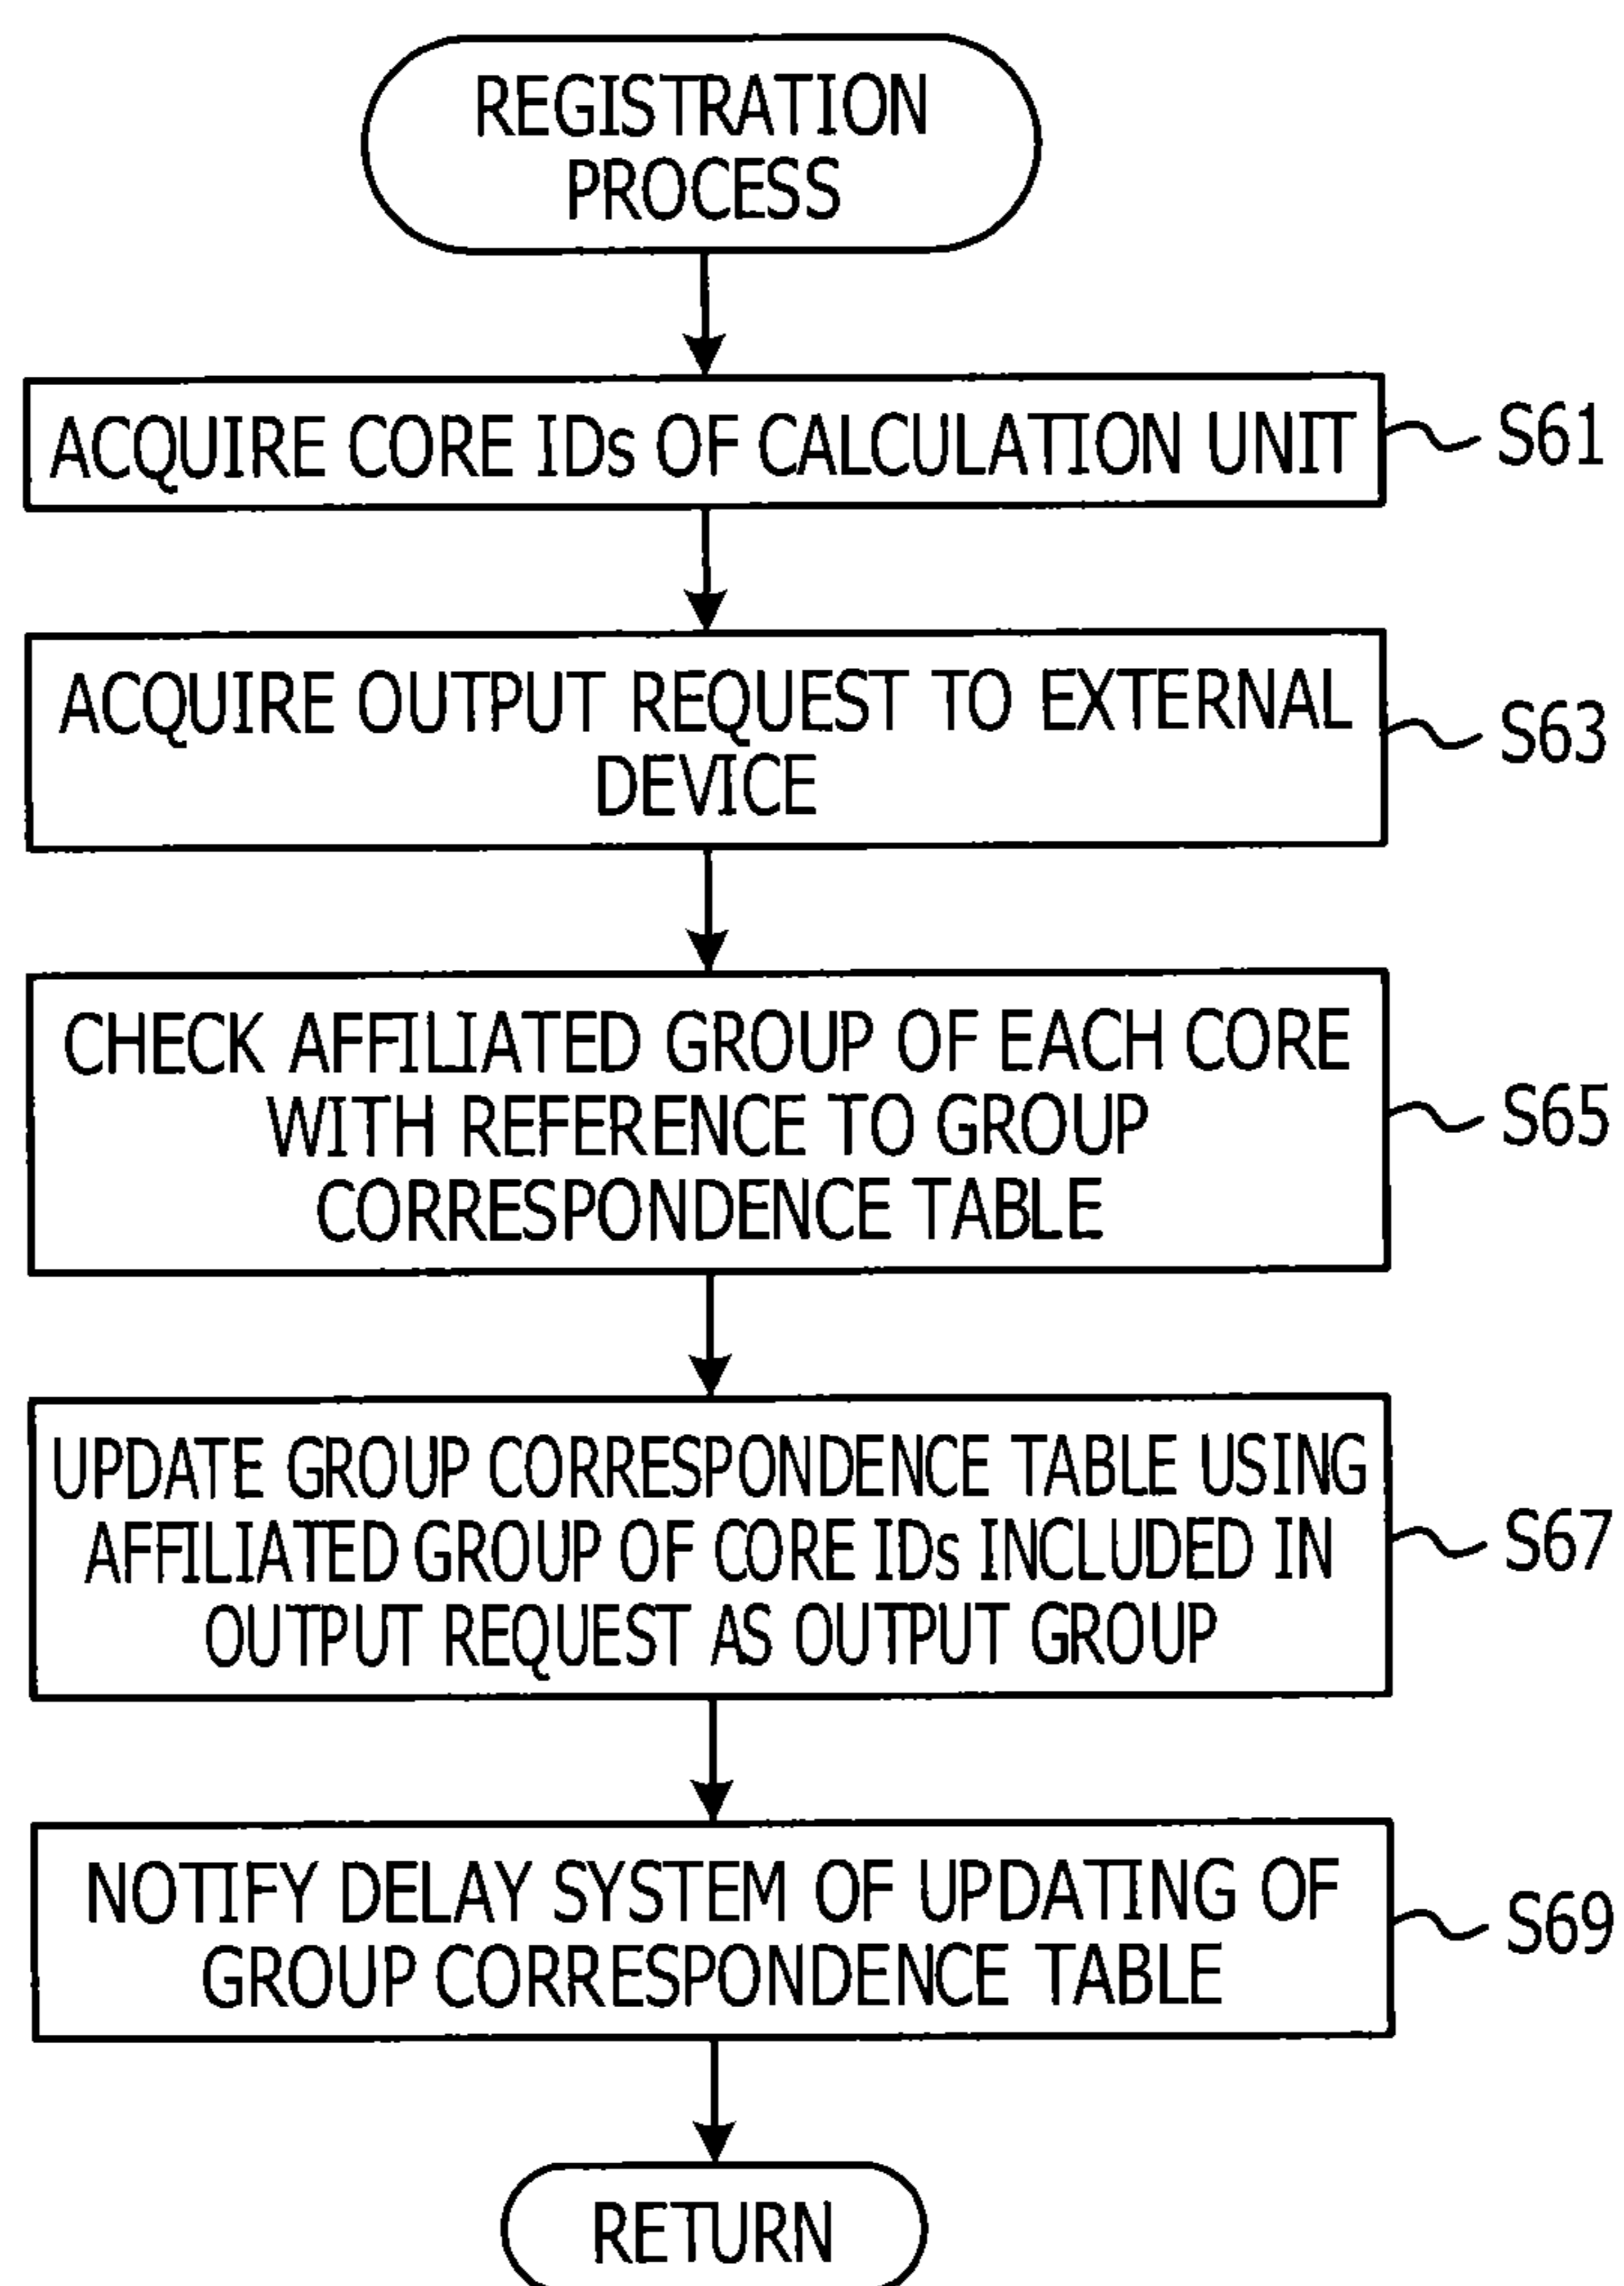 REGISTRATION
PROCESS
ACQUIRE CORE IDs OF CALCULATION UNIT
S61
ACQUIRE OUTPUT REQUEST TO EXTERNAL
DEVICE
S63
CHECK AFFILIATED GROUP OF EACH CORE
WITH REFERENCE TO GROUP
CORRESPONDENCE TABLE
S65
UPDATE GROUP CORRESPONDENCE TABLE USING
AFFILIATED GROUP OF CORE IDs INCLUDED IN
OUTPUT REQUEST AS OUTPUT GROUP
S67
NOTIFY DELAY SYSTEM OF UPDATING OF
GROUP CORRESPONDENCE TABLE
S69
RETURN